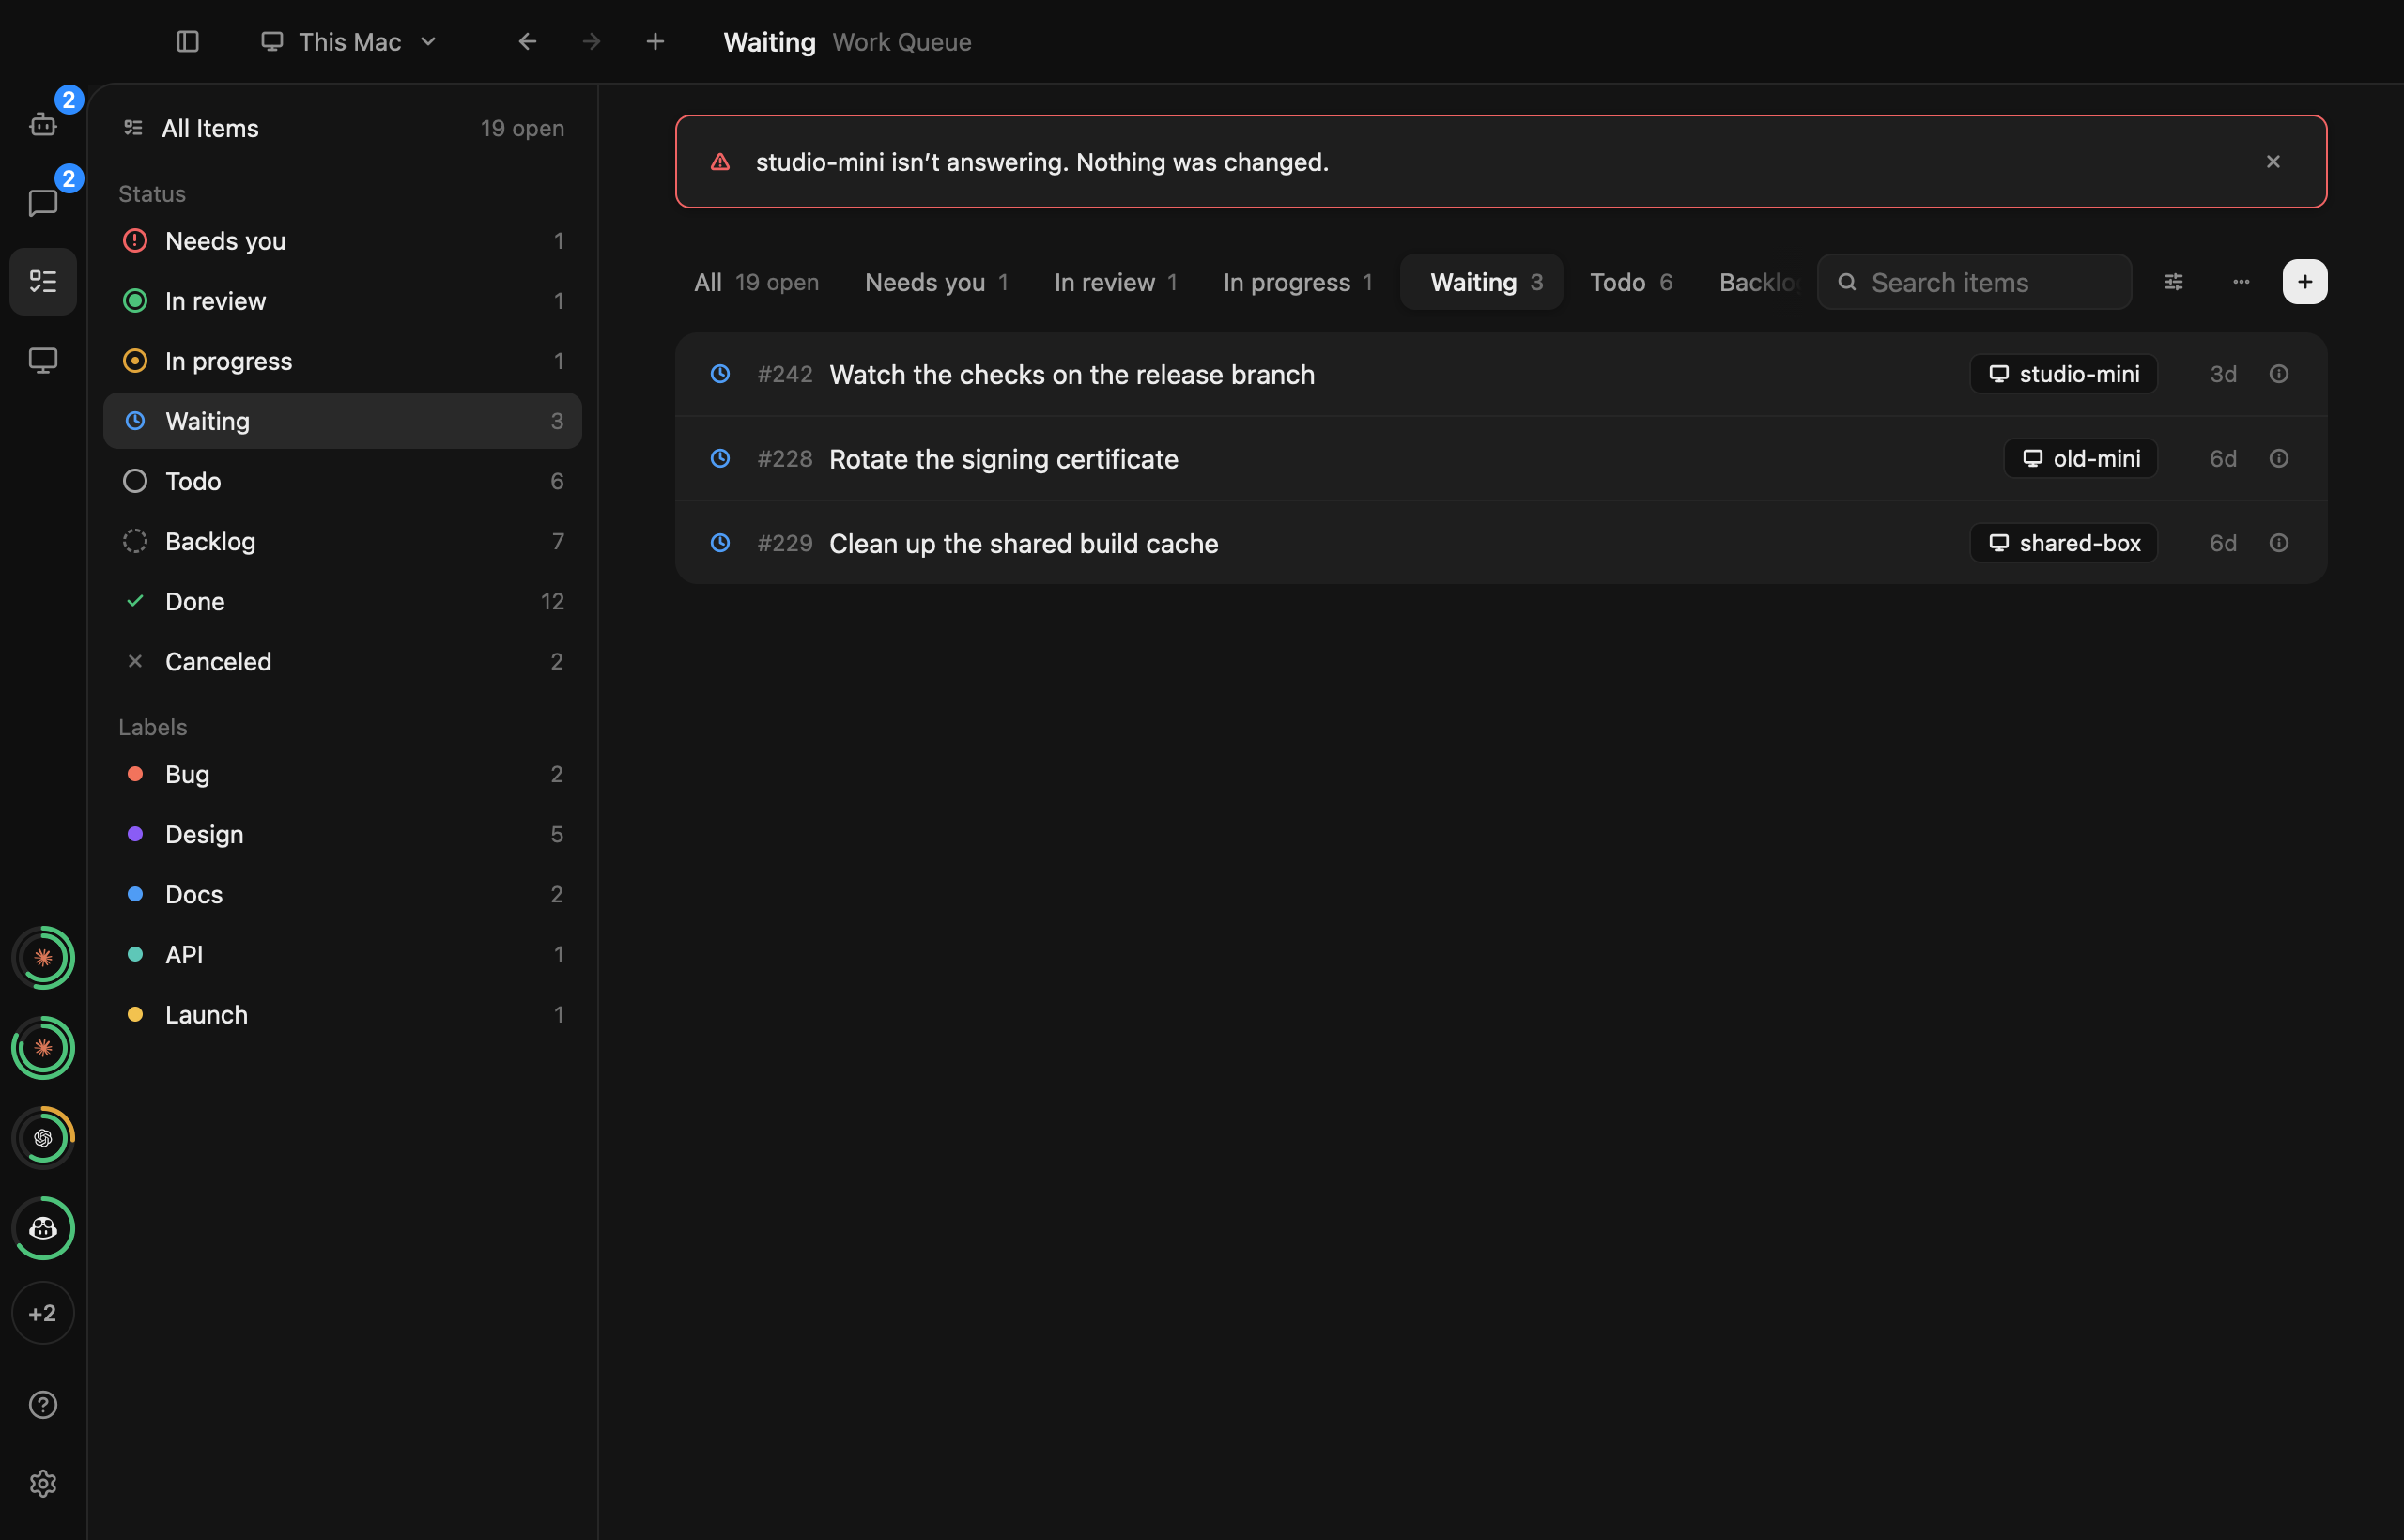 This Mac
Waiting Work Queue
2
2
All Items 19 open
Status
Needs you 1
In review 1
In progress 1
Waiting 3
Todo 6
Backlog 7
Done 12
Canceled 2
Labels
Bug 2
Design 5
Docs 2
API 1
Launch 1
+2
studio-mini isn’t answering. Nothing was changed.
All 19 open Needs you 1 In review 1 In progress 1 Waiting 3 Todo 6 Backlo Search items
#242 Watch the checks on the release branch studio-mini 3d
#228 Rotate the signing certificate old-mini 6d
#229 Clean up the shared build cache shared-box 6d